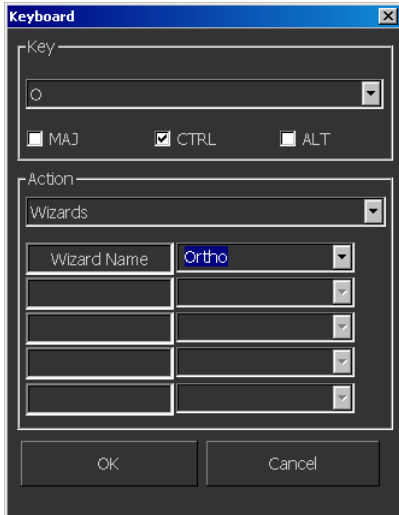 Keyboard
Key
O
MAJ CTRL ALT
Action
Wizards
Wizard Name Ortho
OK Cancel